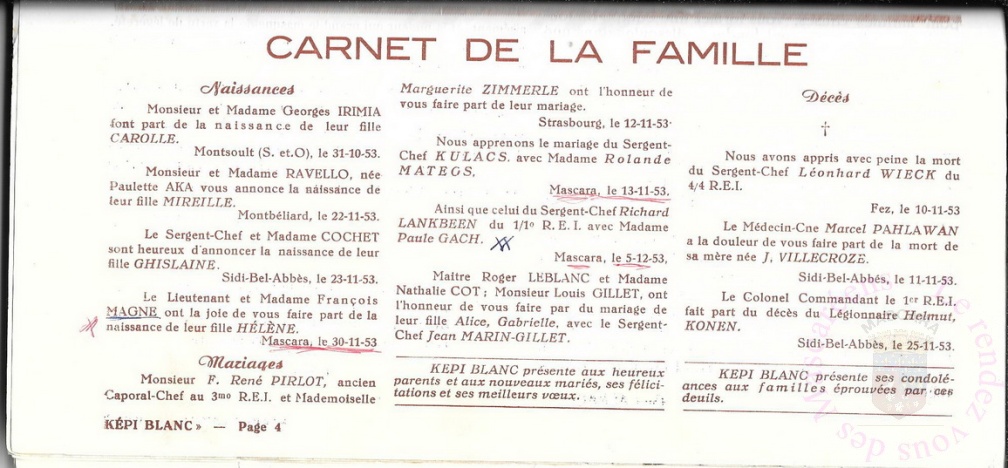 CARNET DE LA FAMILLE
Naissances
Monsieur et Madame Georges IRIMIA
font part de la naissance de leur fille
CAROLLE.
Montsoult (S. et.O), le 31-10-53.
Monsieur et Madame RAVELLO, née
Paulette AKA vous annonce la naissance de
leur fille MIREILLE.
Montbéliard, le 22-11-53.
Le Sergent-Chef et Madame COCHET
sont heureux d'annoncer la naissance de leur
fille GHISLAINE.
Sidi-Bel-Abbès, le 23-11-53.
Le Lieutenant et Madame François
MAGNE ont la joie de vous faire part de la
naissance de leur fille HÉLÈNE.
Mascara, le 30-11-53
Mariages
Monsieur F. René PIRLOT, ancien
Caporal-Chef au 3me R.E.I. et Mademoiselle
Marguerite ZIMMERLE ont l'honneur de
vous faire part de leur mariage.
Strasbourg, le 12-11-53.
Nous apprenons le mariage du Sergent-
Chef KULACS. avec Madame Rolande
MATEOS.
Mascara, le 13-11-53.
Ainsi que celui du Sergent-Chef Richard
LANKBEEN du 1/1o R.E.I. avec Madame
Paule GACH.
Mascara, le 5-12-53,
Maître Roger LEBLANC et Madame
Nathalie COT ; Monsieur Louis GILLET, ont
l'honneur de vous faire par du mariage de
leur fille Alice, Gabrielle, avec le Sergent-
Chef Jean MARIN-GILLET.
KEPI BLANC présente aux heureux
parents et aux nouveaux mariés, ses félici-
tations et ses meilleurs vœux.
Décès
Nous avons appris avec peine la mort
du Sergent-Chef Léonhard WIECK du
4/4 R.E.I.
Fez, le 10-11-53
Le Médecin-Cne Marcel PAHLAWAN
a la douleur de vous faire part de la mort de
sa mère née J, VILLECROZE.
Sidi-Bel-Abbés, le 11-11-53.
Le Colonel Commandant le 1er R.E.I.
fait part du décès du Légionnaire Helmut,
KONEN.
Sidi-Bel-Abbès, le 25-11-53.
KEPI BLANC présente ses condolé-
ances aux familles éprouvées par ces
deuils.
KÉPI BLANC » — Page 4
Le rendez vous des